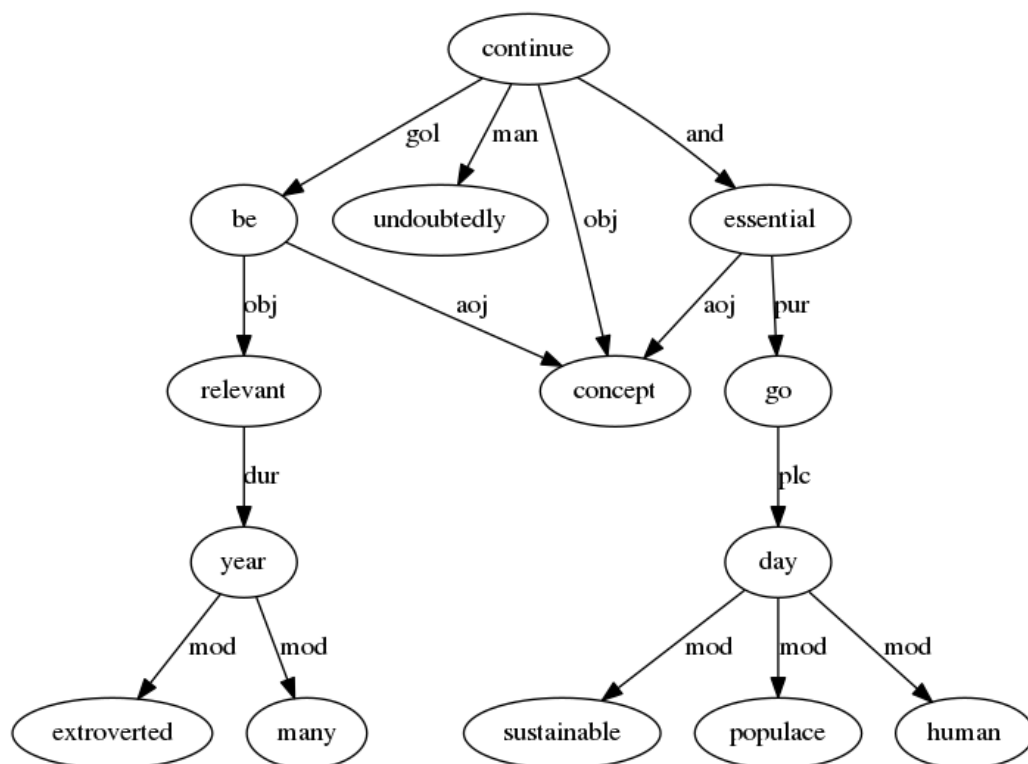 continue
gol man and
be undoubtedly obj essential
obj aoj aoj pur
relevant concept go
dur plc
year day
mod mod mod mod mod
extroverted many sustainable populace human